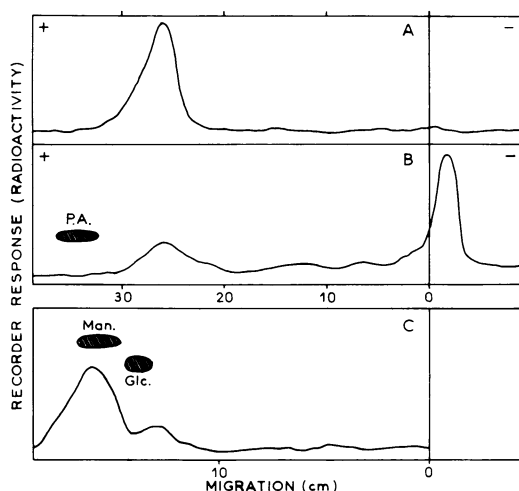 + A −
+ B −
P.A.
30 20 10 0
C
Man.
Glc.
10 0
MIGRATION (cm)
RECORDER RESPONSE (RADIOACTIVITY)